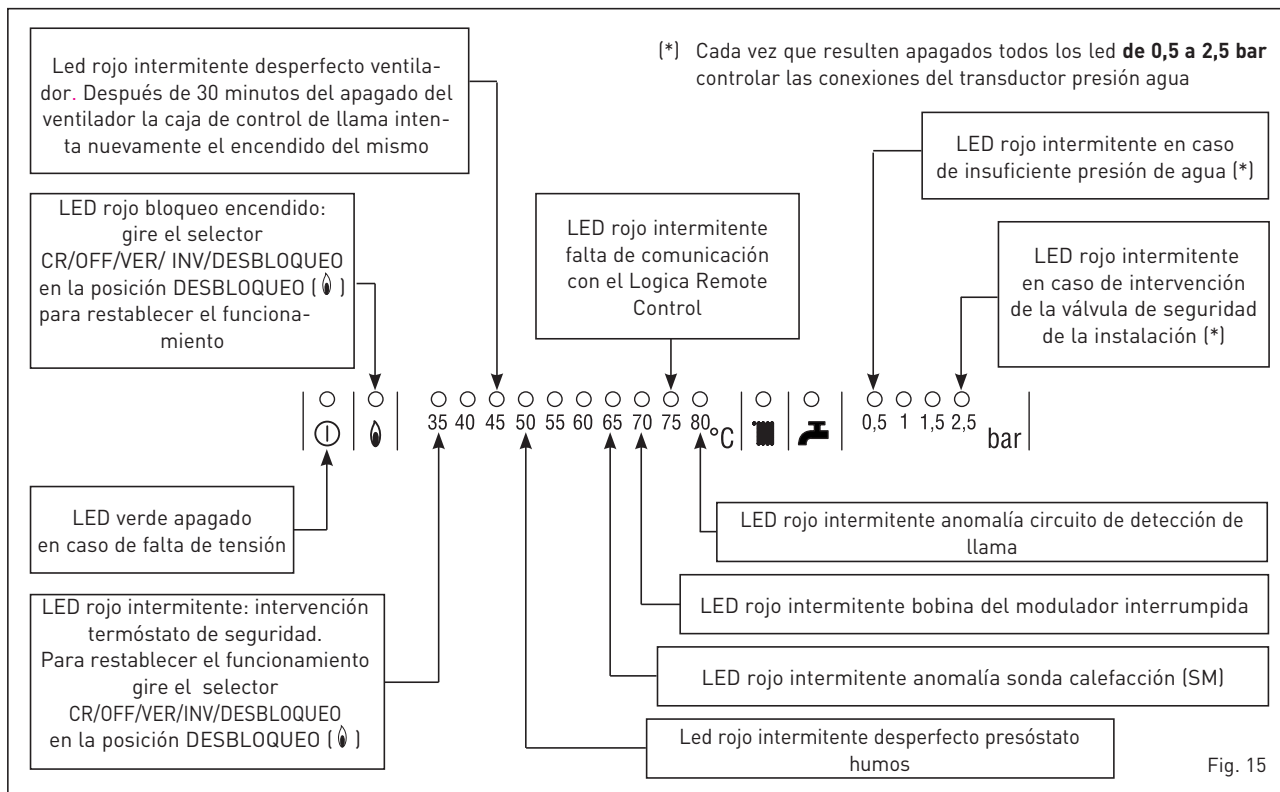 Led rojo intermitente desperfecto ventila-
dor. Después de 30 minutos del apagado del
ventilador la caja de control de llama inten-
ta nuevamente el encendido del mismo
(*) Cada vez que resulten apagados todos los led de 0,5 a 2,5 bar
controlar las conexiones del transductor presión agua
LED rojo intermitente en caso
de insuficiente presión de agua (*)
LED rojo bloqueo encendido:
gire el selector
CR/OFF/VER/ INV/DESBLOQUEO
en la posición DESBLOQUEO ( )
para restablecer el funciona-
miento
LED rojo intermitente
falta de comunicación
con el Logica Remote
Control
LED rojo intermitente
en caso de intervención
de la válvula de seguridad
de la instalación (*)
35 40 45 50 55 60 65 70 75 80 °C 0,5 1 1,5 2,5 bar
LED verde apagado
en caso de falta de tensión
LED rojo intermitente anomalía circuito de detección de
llama
LED rojo intermitente bobina del modulador interrumpida
LED rojo intermitente: intervención
termóstato de seguridad.
Para restablecer el funcionamiento
gire el selector
CR/OFF/VER/INV/DESBLOQUEO
en la posición DESBLOQUEO ( )
LED rojo intermitente anomalía sonda calefacción (SM)
Led rojo intermitente desperfecto presóstato
humos
Fig. 15